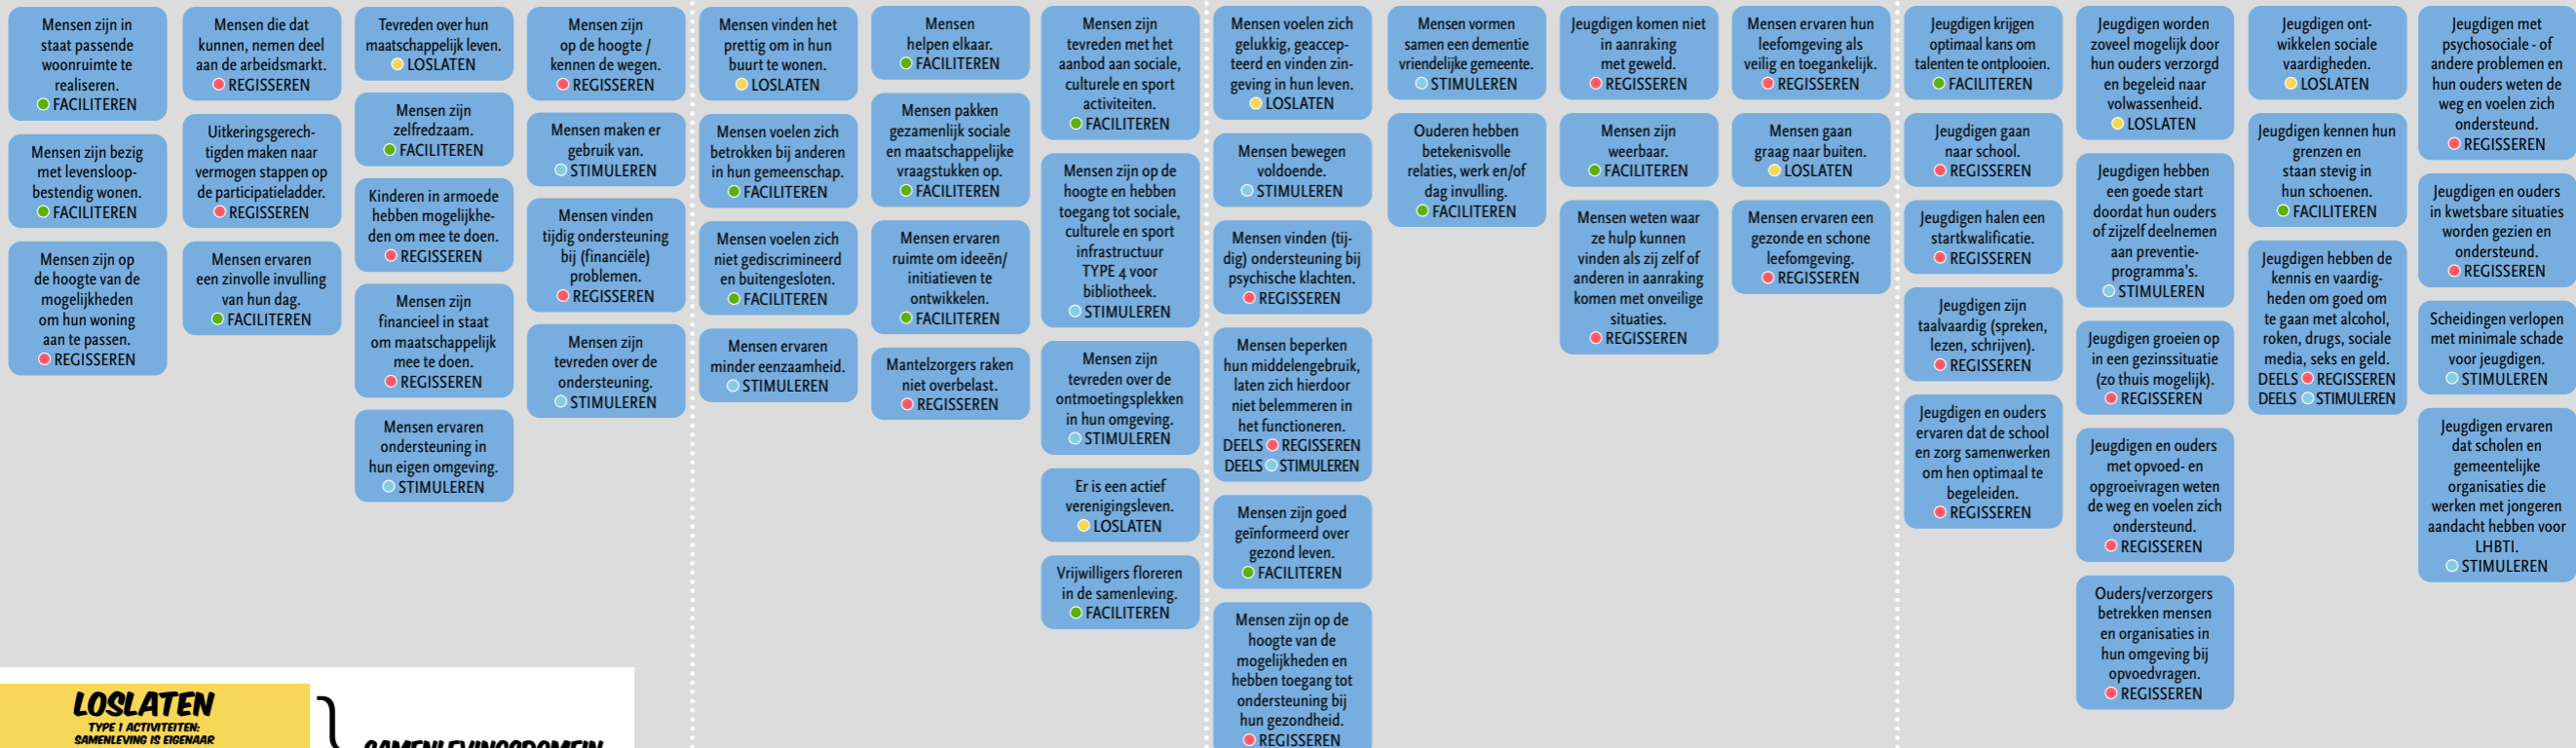 Mensen zijn in
staat passende
woonruimte te
realiseren.
FACILITEREN
Mensen zijn bezig
met levensloop-
bestendig wonen.
FACILITEREN
Mensen zijn op
de hoogte van de
mogelijkheden
om hun woning
aan te passen.
REGISSEREN
Mensen die dat
kunnen, nemen deel
aan de arbeidsmarkt.
REGISSEREN
Uitkeringsgerech-
tigden maken naar
vermogen stappen op
de participatieladder.
REGISSEREN
Mensen ervaren
een zinvolle invulling
van hun dag.
FACILITEREN
Tevreden over hun
maatschappelijk leven.
LOSLATEN
Mensen zijn
zelfredzaam.
FACILITEREN
Kinderen in armoede
hebben mogelijkhe-
den om mee te doen.
REGISSEREN
Mensen zijn
financieel in staat
om maatschappelijk
mee te doen.
REGISSEREN
Mensen ervaren
ondersteuning in
hun eigen omgeving.
STIMULEREN
Mensen zijn
op de hoogte /
kennen de wegen.
REGISSEREN
Mensen maken er
gebruik van.
STIMULEREN
Mensen vinden
tijdig ondersteuning
bij (financiële)
problemen.
REGISSEREN
Mensen zijn
tevreden over de
ondersteuning.
STIMULEREN
Mensen vinden het
prettig om in hun
buurt te wonen.
LOSLATEN
Mensen voelen zich
betrokken bij anderen
in hun gemeenschap.
FACILITEREN
Mensen voelen zich
niet gediscrimineerd
en buitengesloten.
FACILITEREN
Mensen ervaren
minder eenzaamheid.
STIMULEREN
Mensen
helpen elkaar.
FACILITEREN
Mensen pakken
gezamenlijk sociale
en maatschappelijke
vraagstukken op.
FACILITEREN
Mensen ervaren
ruimte om ideeën/
initiatieven te
ontwikkelen.
FACILITEREN
Mantelzorgers raken
niet overbelast.
REGISSEREN
Mensen zijn
tevreden met het
aanbod aan sociale,
culturele en sport
activiteiten.
FACILITEREN
Mensen zijn op de
hoogte en hebben
toegang tot sociale,
culturele en sport
infrastructuur
TYPE 4 voor
bibliotheek.
STIMULEREN
Mensen zijn
tevreden over de
ontmoetingsplekken
in hun omgeving.
STIMULEREN
Er is een actief
verenigingsleven.
LOSLATEN
Vrijwilligers floreren
in de samenleving.
FACILITEREN
Mensen voelen zich
gelukkig, geaccep-
teerd en vinden zin-
geving in hun leven.
LOSLATEN
Mensen bewegen
voldoende.
STIMULEREN
Mensen vinden (tij-
dig) ondersteuning bij
psychische klachten.
REGISSEREN
Mensen beperken
hun middelengebruik,
laten zich hierdoor
niet belemmeren in
het functioneren.
DEELS REGISSEREN
DEELS STIMULEREN
Mensen zijn goed
geïnformeerd over
gezond leven.
FACILITEREN
Mensen zijn op de
hoogte van de
mogelijkheden en
hebben toegang tot
ondersteuning bij
hun gezondheid.
REGISSEREN
Mensen vormen
samen een dementie
vriendelijke gemeente.
STIMULEREN
Ouderen hebben
betekenisvolle
relaties, werk en/of
dag invulling.
FACILITEREN
Jeugdigen komen niet
in aanraking
met geweld.
REGISSEREN
Mensen zijn
weerbaar.
FACILITEREN
Mensen weten waar
ze hulp kunnen
vinden als zij zelf of
anderen in aanraking
komen met onveilige
situaties.
REGISSEREN
Mensen ervaren hun
leefomgeving als
veilig en toegankelijk.
REGISSEREN
Mensen gaan
graag naar buiten.
LOSLATEN
Mensen ervaren een
gezonde en schone
leefomgeving.
REGISSEREN
Jeugdigen krijgen
optimaal kans om
talenten te ontplooien.
FACILITEREN
Jeugdigen gaan
naar school.
REGISSEREN
Jeugdigen halen een
startkwalificatie.
REGISSEREN
Jeugdigen zijn
taalvaardig (spreken,
lezen, schrijven).
REGISSEREN
Jeugdigen en ouders
ervaren dat de school
en zorg samenwerken
om hen optimaal te
begeleiden.
REGISSEREN
Jeugdigen worden
zoveel mogelijk door
hun ouders verzorgd
en begeleid naar
volwassenheid.
LOSLATEN
Jeugdigen hebben
een goede start
doordat hun ouders
of zijzelf deelnemen
aan preventie-
programma's.
STIMULEREN
Jeugdigen groeien op
in een gezinssituatie
(zo thuis mogelijk).
REGISSEREN
Jeugdigen en ouders
met opvoed- en
opgroeivragen weten
de weg en voelen zich
ondersteund.
REGISSEREN
Ouders/verzorgers
betrekken mensen
en organisaties in
hun omgeving bij
opvoedvragen.
REGISSEREN
Jeugdigen ont-
wikkelen sociale
vaardigheden.
LOSLATEN
Jeugdigen kennen hun
grenzen en
staan stevig in
hun schoenen.
FACILITEREN
Jeugdigen hebben de
kennis en vaardig-
heden om goed om
te gaan met alcohol,
roken, drugs, sociale
media, seks en geld.
DEELS REGISSEREN
DEELS STIMULEREN
Jeugdigen met
psychosociale - of
andere problemen en
hun ouders weten de
weg en voelen zich
ondersteund.
REGISSEREN
Jeugdigen en ouders
in kwetsbare situaties
worden gezien en
ondersteund.
REGISSEREN
Scheidingen verlopen
met minimale schade
voor jeugdigen.
STIMULEREN
Jeugdigen ervaren
dat scholen en
gemeentelijke
organisaties die
werken met jongeren
aandacht hebben voor
LHBTI.
STIMULEREN
LOSLATEN
TYPE 1 ACTIVITEITEN:
SAMENLEVING IS EIGENAAR
SAMENLEVINGSDOMEIN